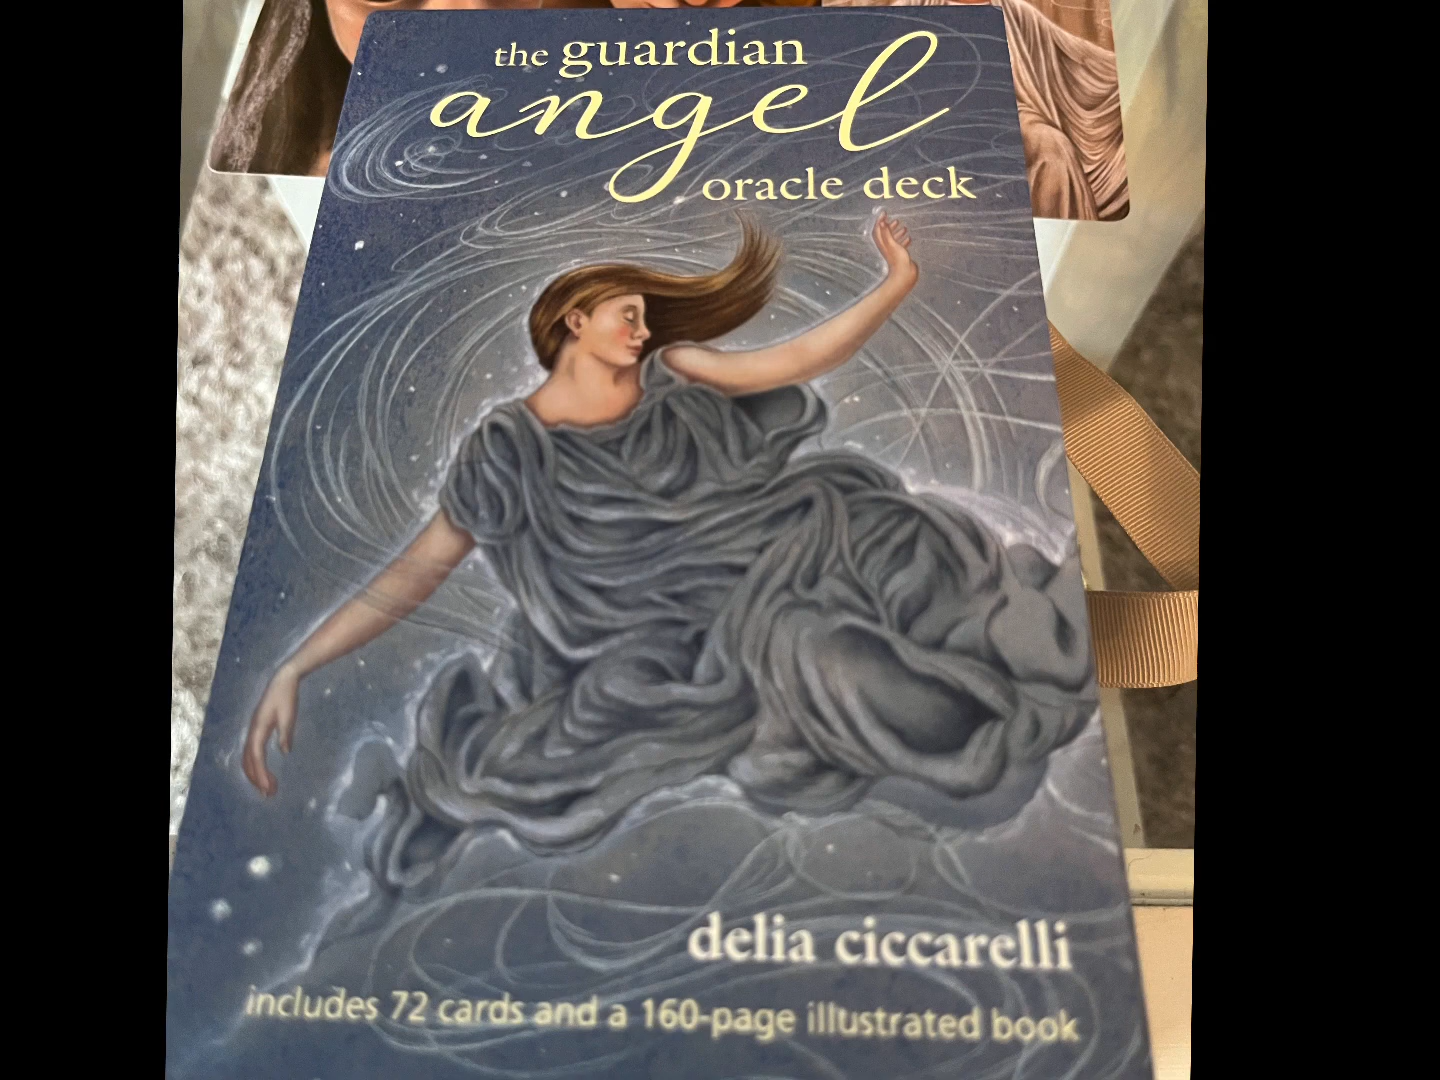 the guardian
angel
oracle deck
delia ciccarelli
includes 72 cards and a 160-page illustrated book